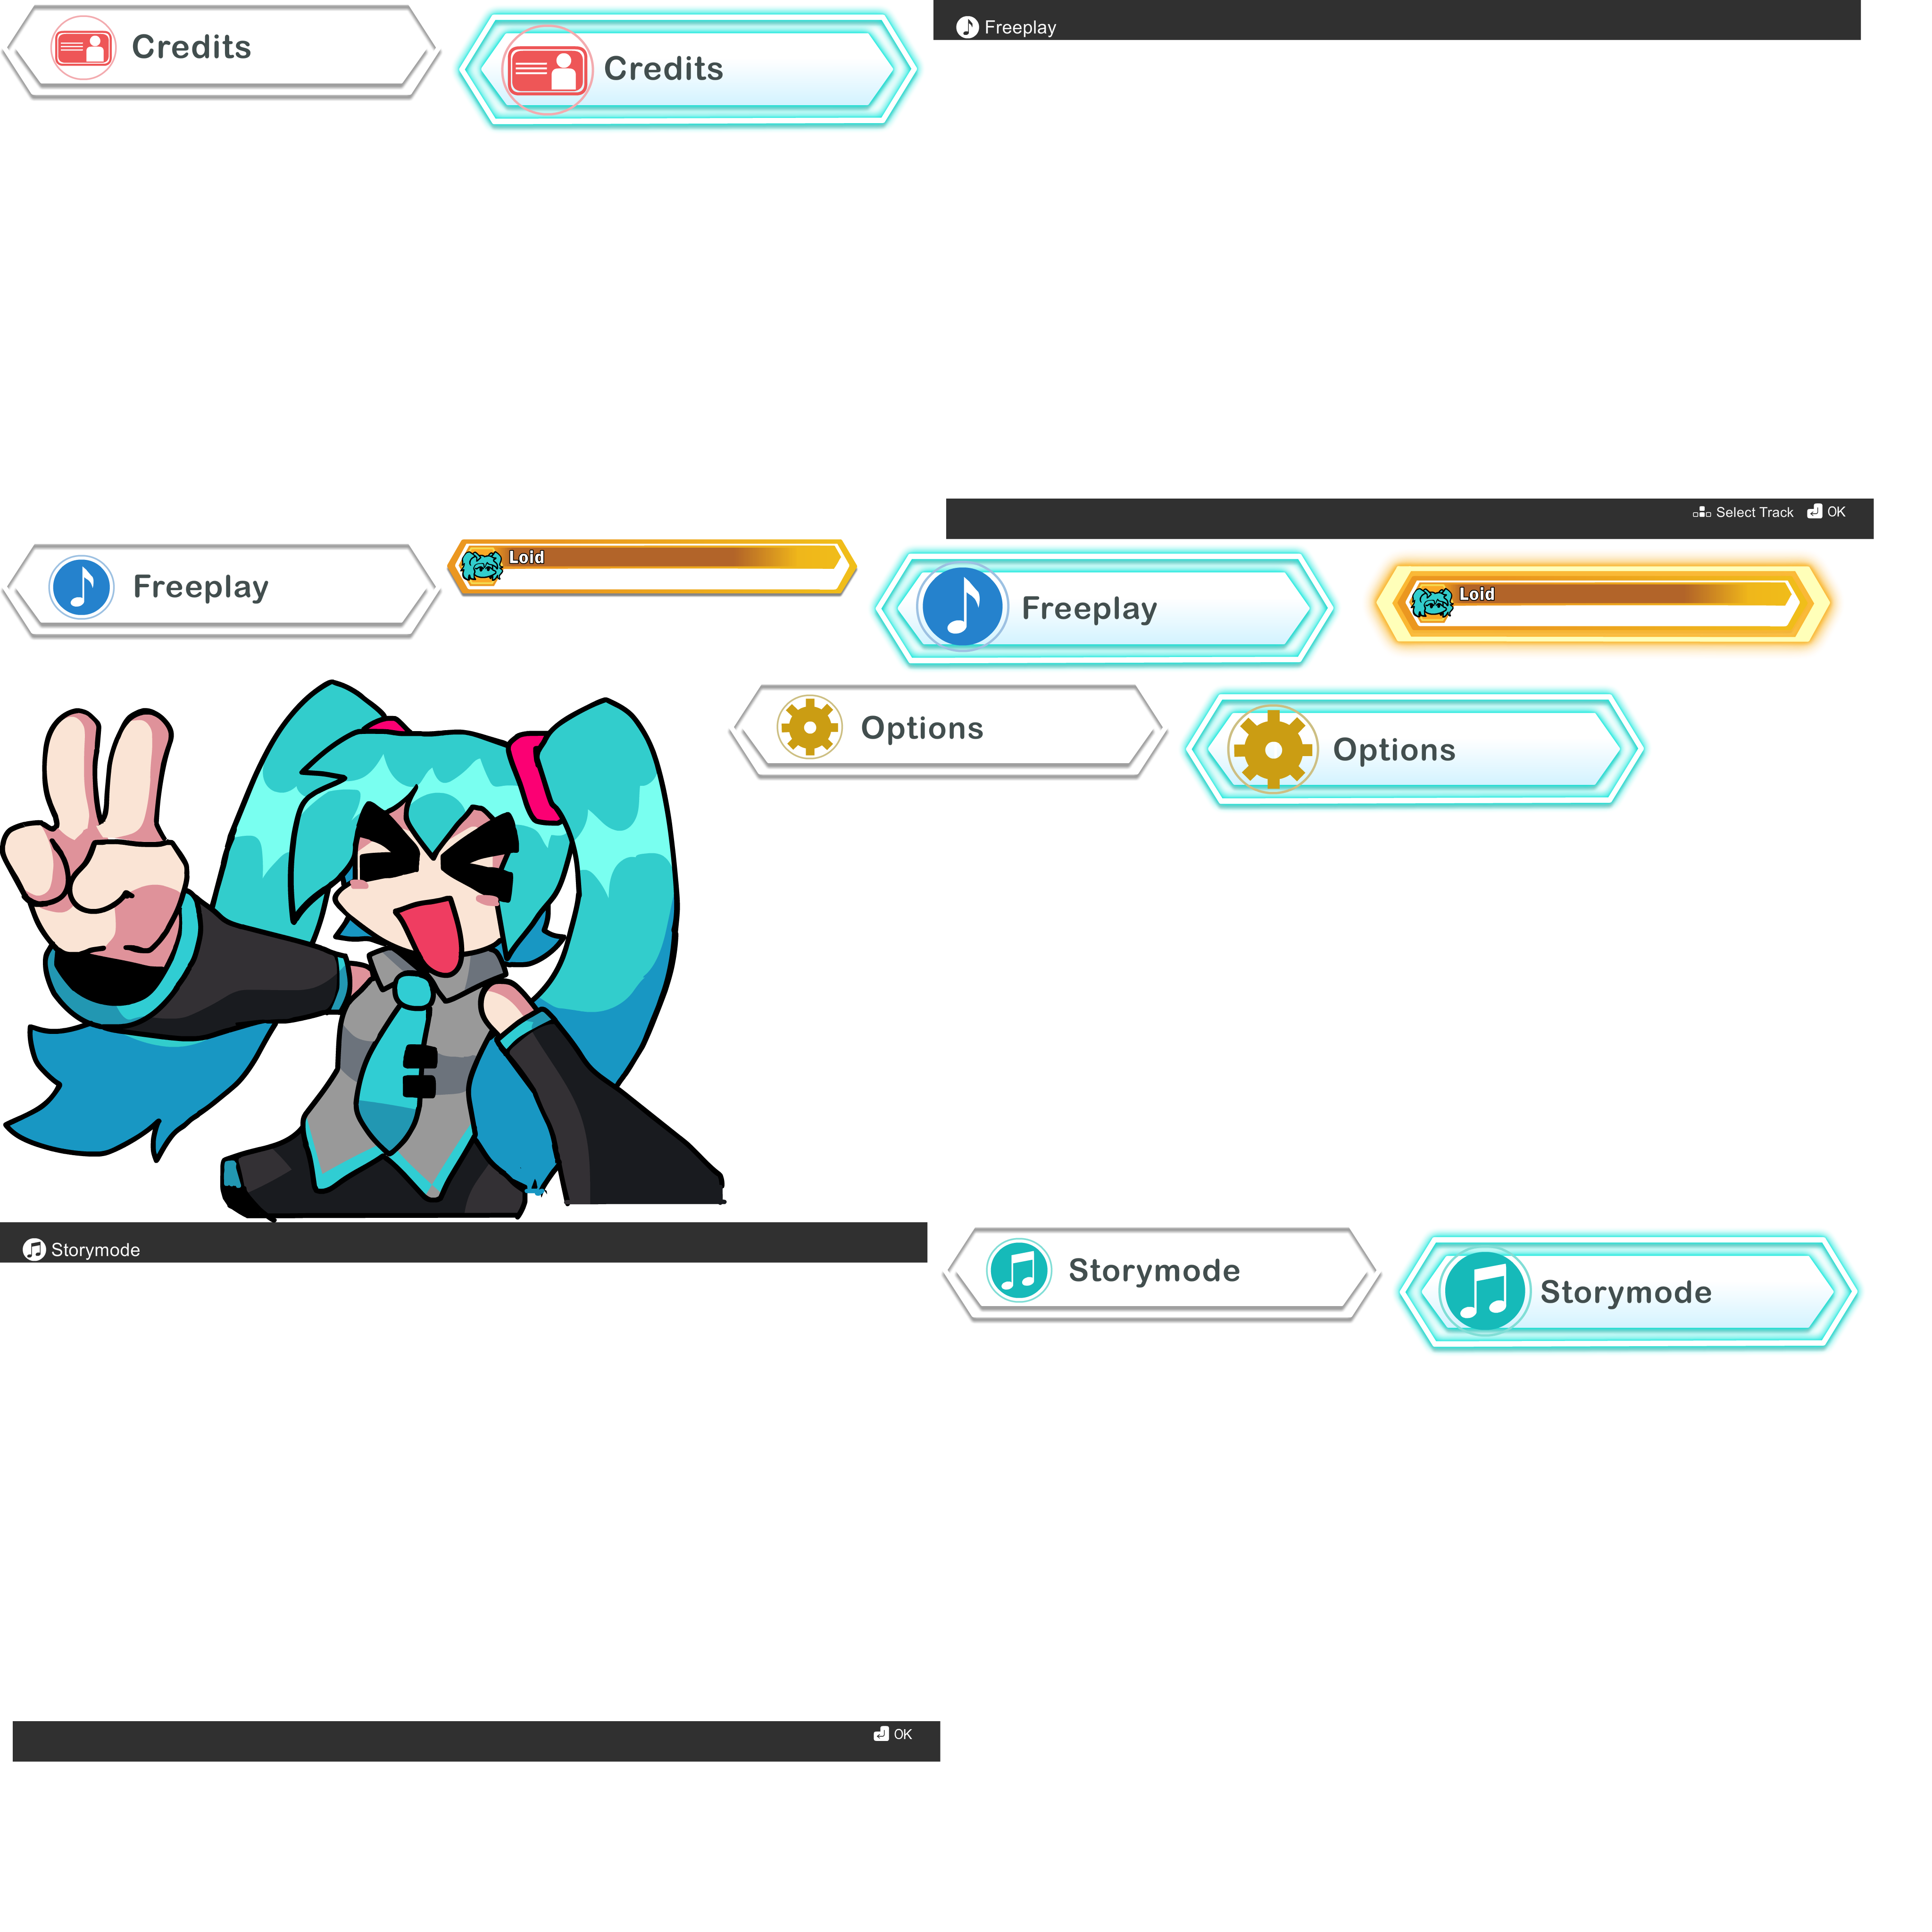 Credits
Credits
Freeplay
Select Track OK
Freeplay
Loid
Freeplay
Loid
Options
Options
Storymode
Storymode
Storymode
OK